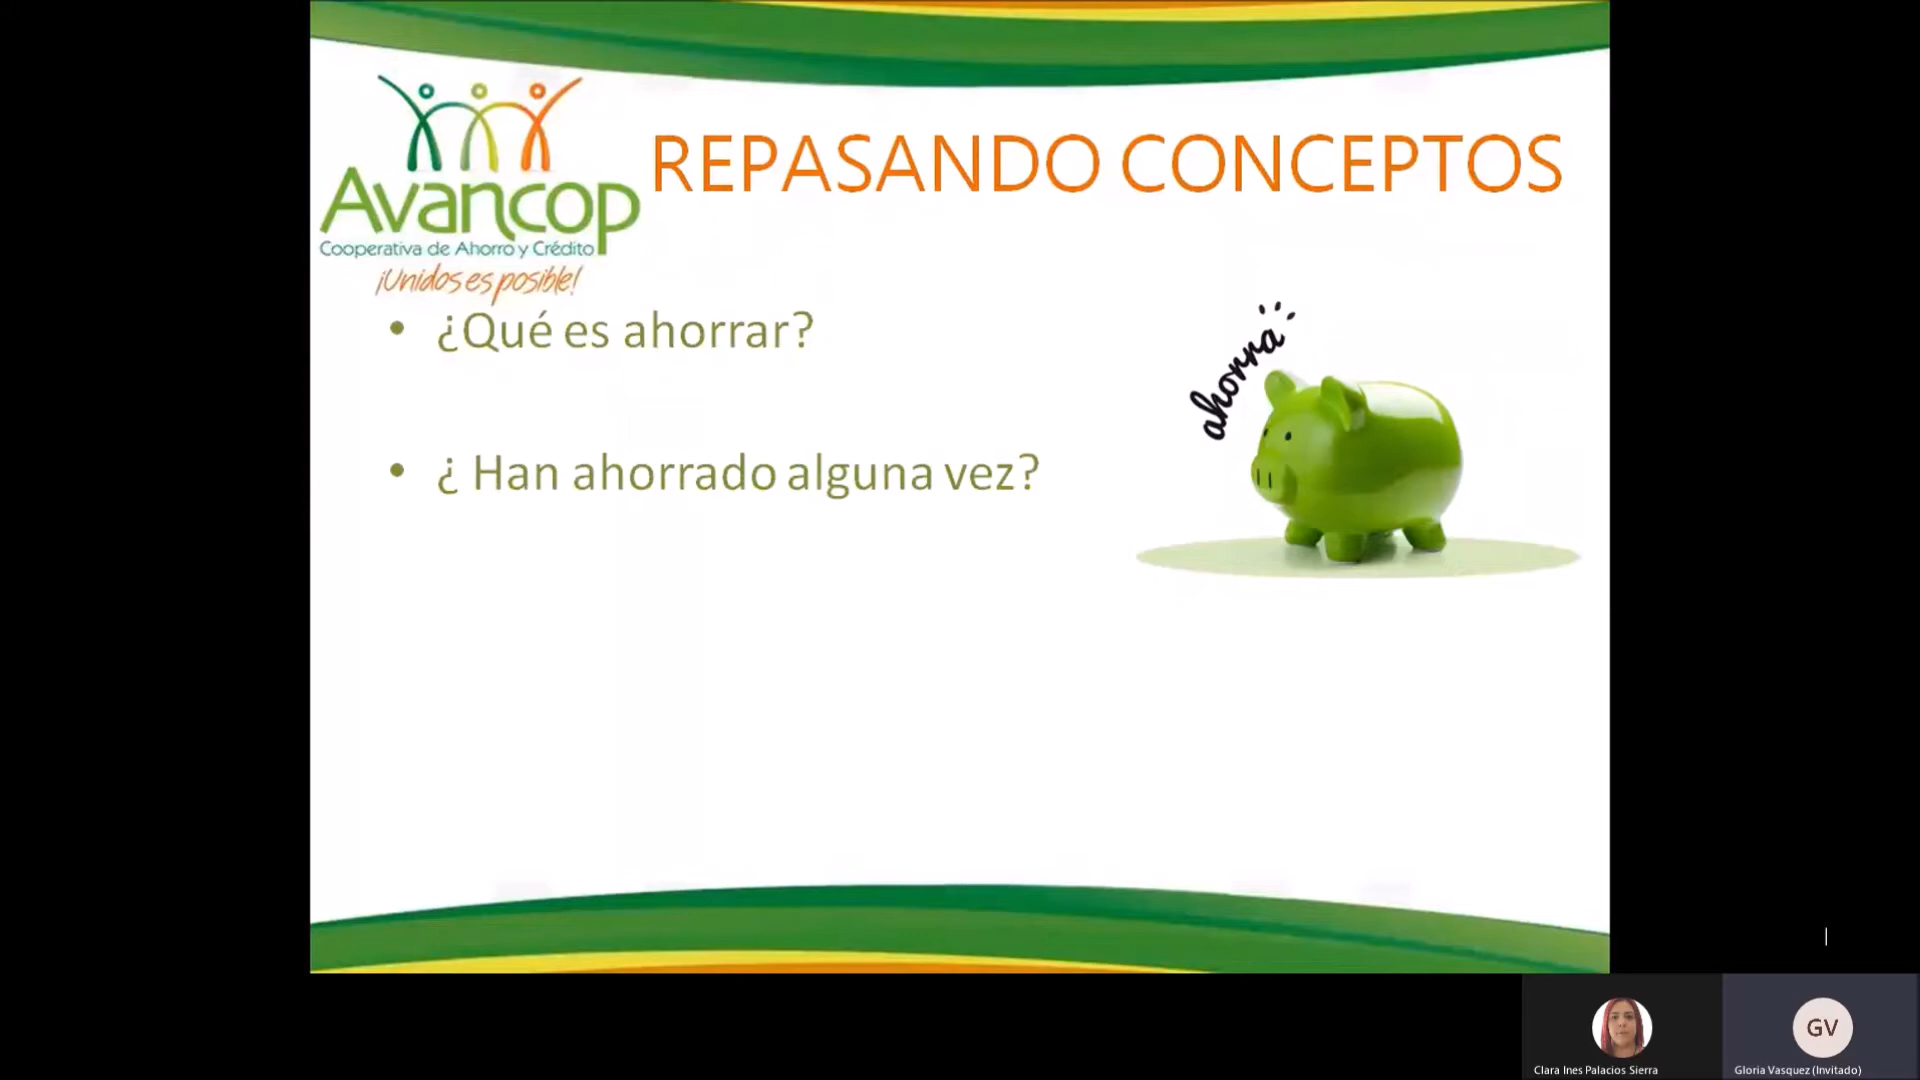 REPASANDO CONCEPTOS
Avancop
Cooperativa de Ahorro y Crédito
¡Unidos es posible!
• ¿Qué es ahorrar?
ahorra
• ¿ Han ahorrado alguna vez?
GV
Clara Ines Palacios Sierra
Gloria Vasquez (Invitado)